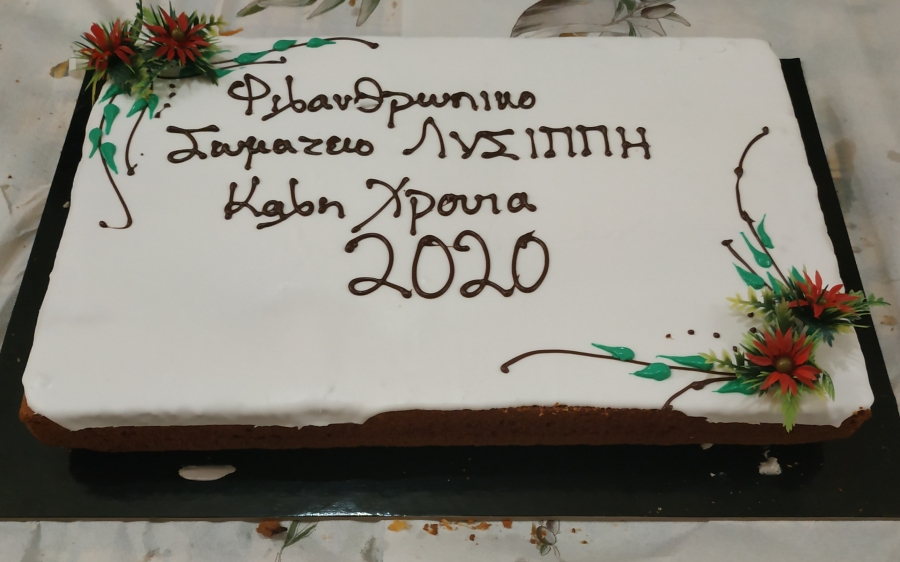 Φιλανθρωπικο
Σωματειο ΛΥΣΙΠΠΗ
Καλη Χρονια
2020